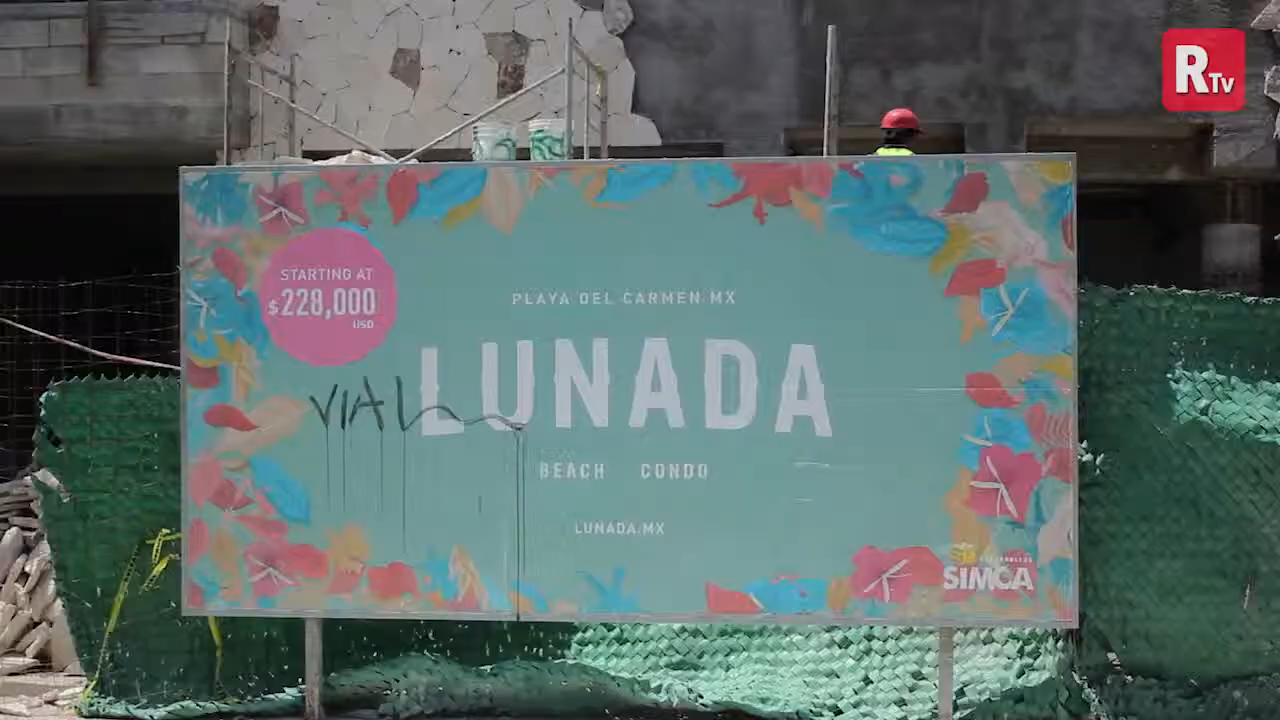 RTv
STARTING AT
$228,000
USD
PLAYA DEL CARMEN.MX
LUNADA
VIAL
BEACH CONDO
LUNADA.MX
SIMCA